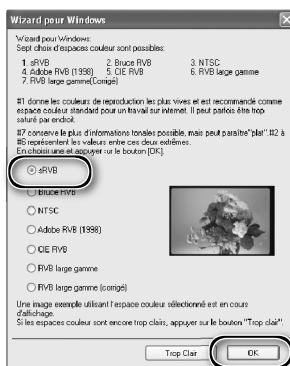 Wizard pour Windows
Wizard pour Windows:
Sept choix d'espaces couleur sont possibles:
1. sRVB 2. Bruce RVB 3. NTSC
4. Adobe RVB (1998) 5. CIE RVB 6. RVB large gamme
7. RVB large gamme(Corrigé)
#1 donne les couleurs de reproduction les plus vives et est recommandé comme
espace couleur standard pour un travail sur internet. Il peut parfois être trop
saturé par endroit.
#7 conserve le plus d'informations tonales possible, mais peut paraître"plat".#2 à
#6 représentent les valeurs entre ces deux extrêmes.
En choisir une et appuyer sur le bouton [OK].
sRVB
Bruce RVB
NTSC
Adobe RVB (1998)
CIE RVB
RVB large gamme
RVB large gamme (corrigé)
Une image exemple utilisant l'espace couleur sélectionné est en cours
d'affichage.
Si les espaces couleur sont encore trop clairs, appuyer sur le bouton "Trop clair".
Trop Clair OK